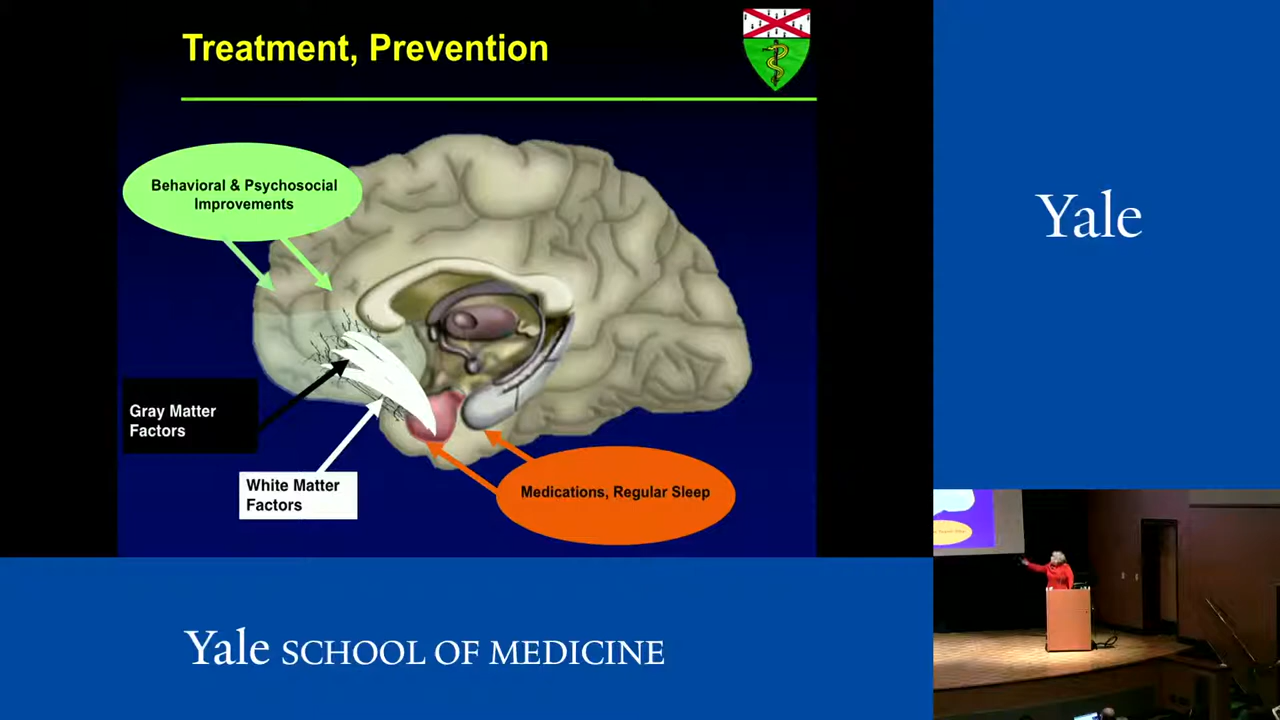 Treatment, Prevention
Behavioral & Psychosocial
Improvements
Gray Matter
Factors
White Matter
Factors
Medications, Regular Sleep
Yale
Yale SCHOOL OF MEDICINE